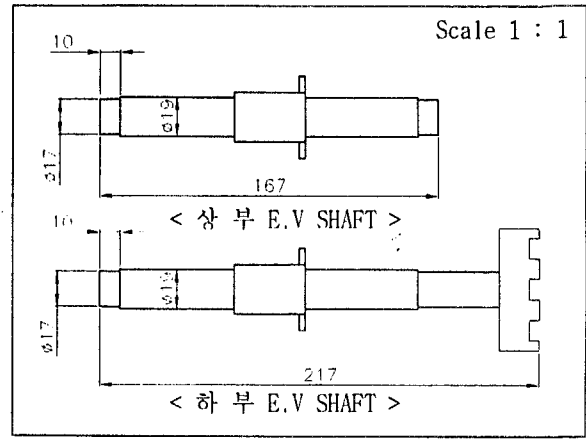 Scale 1 : 1
10
ø17
ø19
167
< 상 부 E.V SHAFT >
10
ø17
ø19
217
< 하 부 E.V SHAFT >